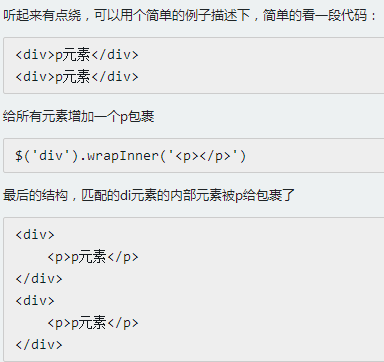 听起来有点绕，可以用个简单的例子描述下，简单的看一段代码：
<div>p元素</div>
<div>p元素</div>
给所有元素增加一个p包裹
$('div').wrapInner('<p></p>')
最后的结构，匹配的di元素的内部元素被p给包裹了
<div>
    <p>p元素</p>
</div>
<div>
    <p>p元素</p>
</div>